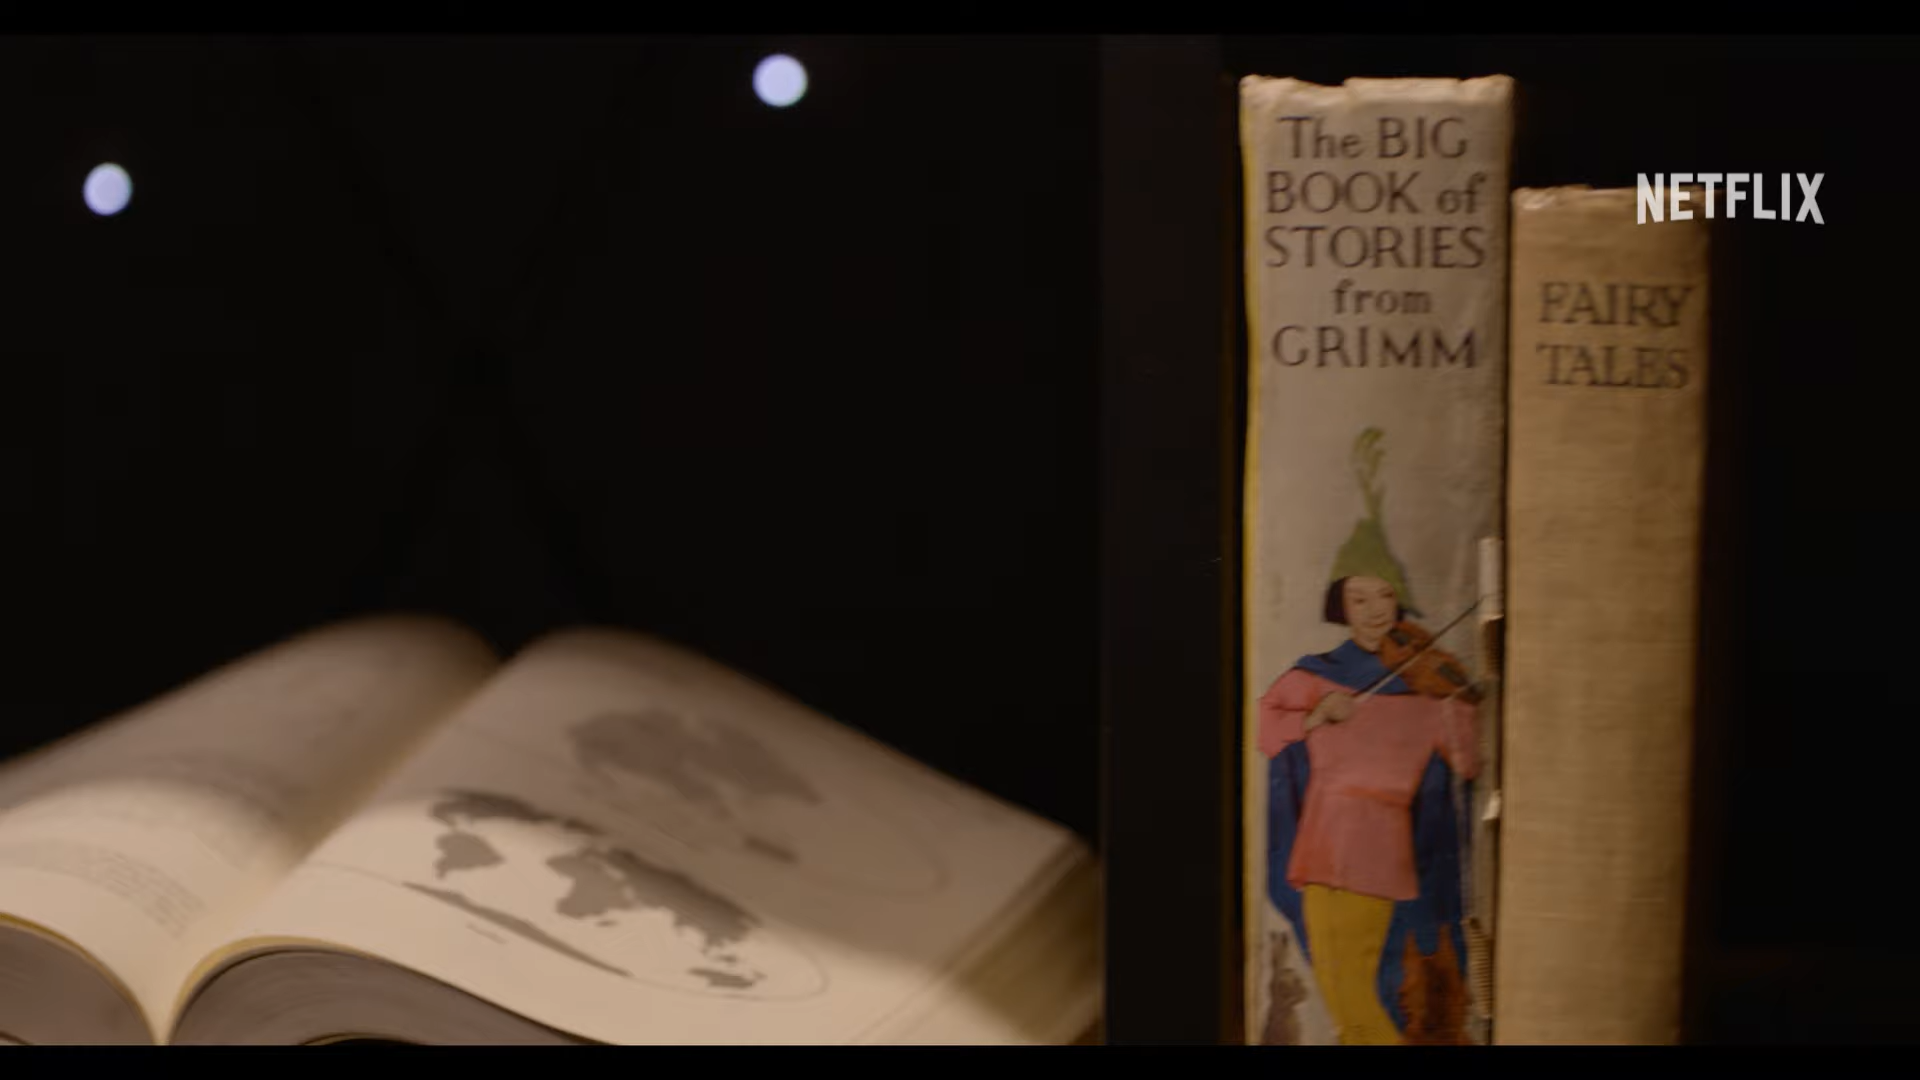 The BIG
BOOK of
STORIES
from
GRIMM
NETFLIX
FAIRY
TALES